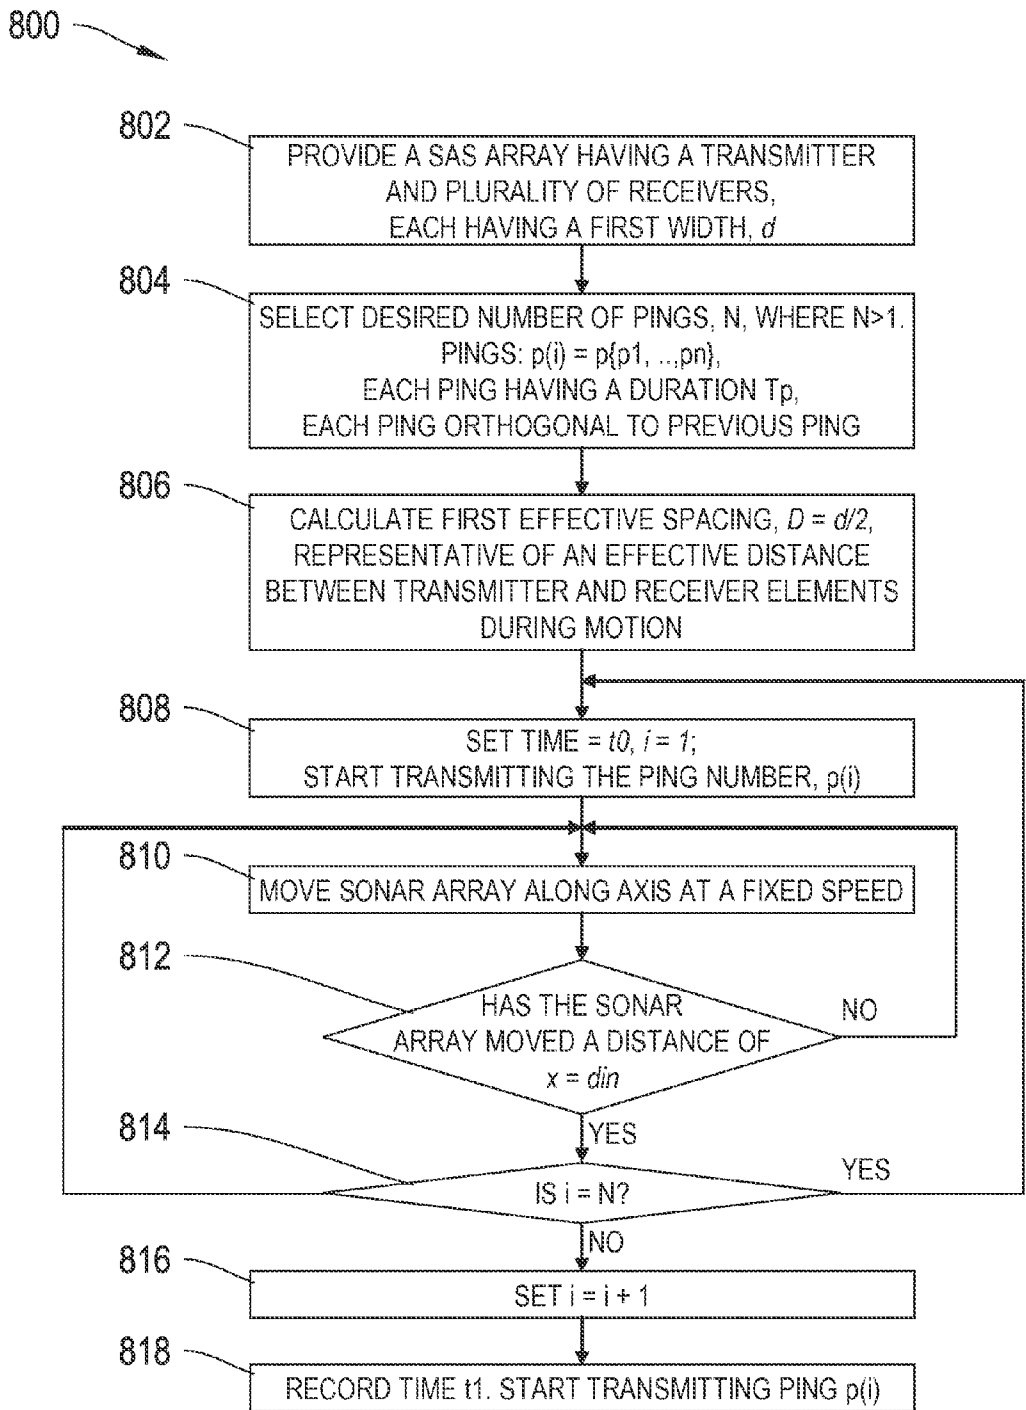 800
802
PROVIDE A SAS ARRAY HAVING A TRANSMITTER
AND PLURALITY OF RECEIVERS,
EACH HAVING A FIRST WIDTH, d
804
SELECT DESIRED NUMBER OF PINGS, N, WHERE N>1.
PINGS: p(i) = p{p1, ..,pn},
EACH PING HAVING A DURATION Tp,
EACH PING ORTHOGONAL TO PREVIOUS PING
806
CALCULATE FIRST EFFECTIVE SPACING, D = d/2,
REPRESENTATIVE OF AN EFFECTIVE DISTANCE
BETWEEN TRANSMITTER AND RECEIVER ELEMENTS
DURING MOTION
808
SET TIME = t0, i = 1;
START TRANSMITTING THE PING NUMBER, p(i)
810
MOVE SONAR ARRAY ALONG AXIS AT A FIXED SPEED
812
HAS THE SONAR
ARRAY MOVED A DISTANCE OF
x = din
NO
YES
814
IS i = N?
YES
NO
816
SET i = i + 1
818
RECORD TIME t1. START TRANSMITTING PING p(i)